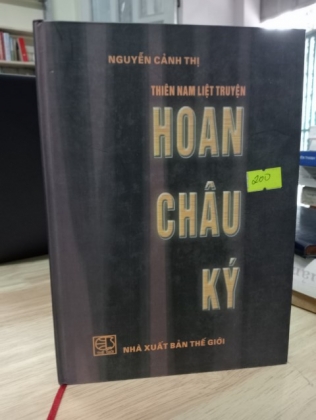 NGUYỄN CẢNH THỊ
THIÊN NAM LIỆT TRUYỆN
HOAN
CHÂU
KÝ
200
NHÀ XUẤT BẢN THẾ GIỚI